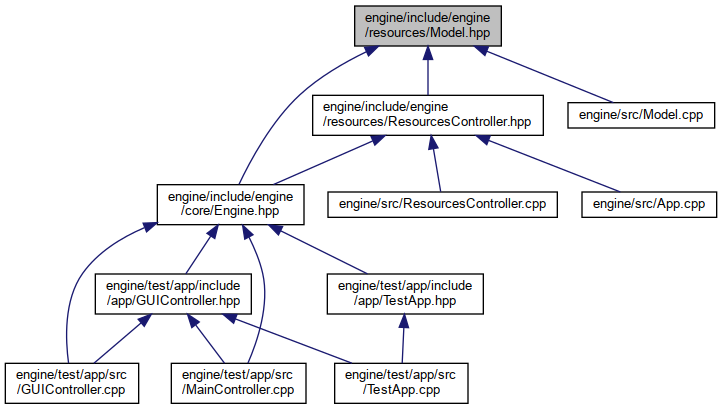 engine/include/engine
/resources/Model.hpp
engine/include/engine
/resources/ResourcesController.hpp
engine/src/Model.cpp
engine/include/engine
/core/Engine.hpp
engine/src/ResourcesController.cpp
engine/src/App.cpp
engine/test/app/include
/app/GUIController.hpp
engine/test/app/include
/app/TestApp.hpp
engine/test/app/src
/GUIController.cpp
engine/test/app/src
/MainController.cpp
engine/test/app/src
/TestApp.cpp